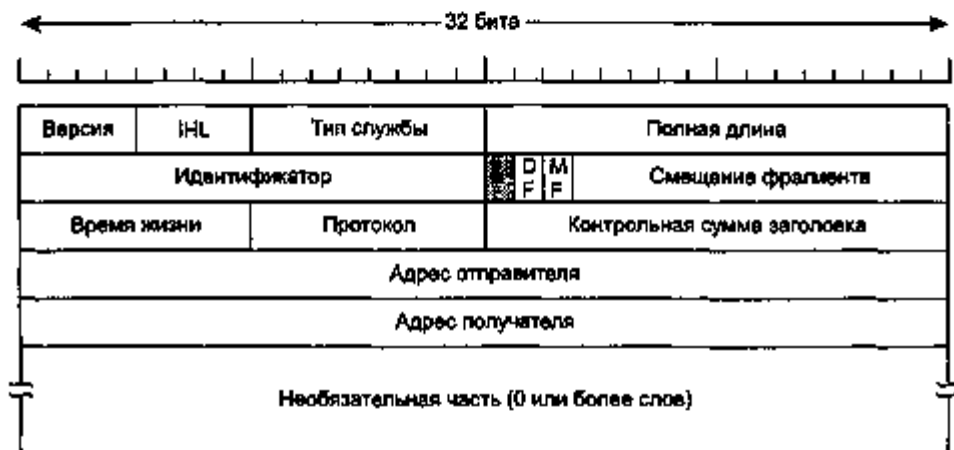 32 бита
Версия IHL Тип службы Полная длина
Идентификатор D F M F Смещание фрагмента
Время жизни Протокол Контрольная сумма заголовка
Адрес отправителя
Адрес получателя
Необязательная часть (0 или более слов)